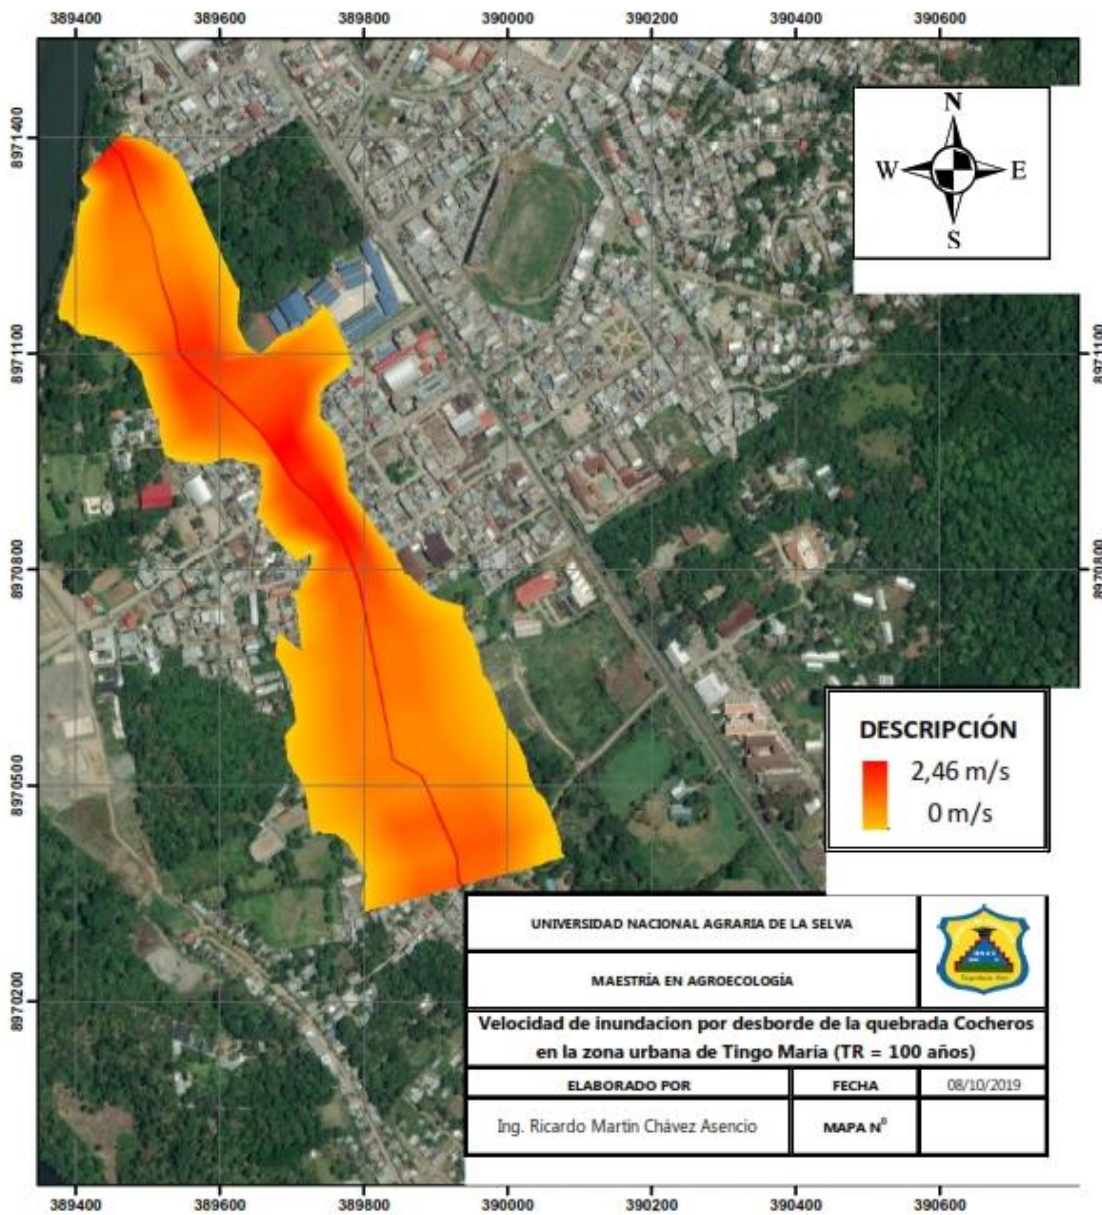 389400 389600 389800 390000 390200 390400 390600
8971400
8971100
8970800
8970500
8970200
8971100
8970800
N
W E
S
DESCRIPCIÓN
2,46 m/s
0 m/s
UNIVERSIDAD NACIONAL AGRARIA DE LA SELVA
MAESTRÍA EN AGROECOLOGÍA
Velocidad de inundacion por desborde de la quebrada Cocheros
en la zona urbana de Tingo María (TR = 100 años)
ELABORADO POR FECHA 08/10/2019
Ing. Ricardo Martín Chávez Asencio MAPA N⁰
389400 389600 389800 390000 390200 390400 390600